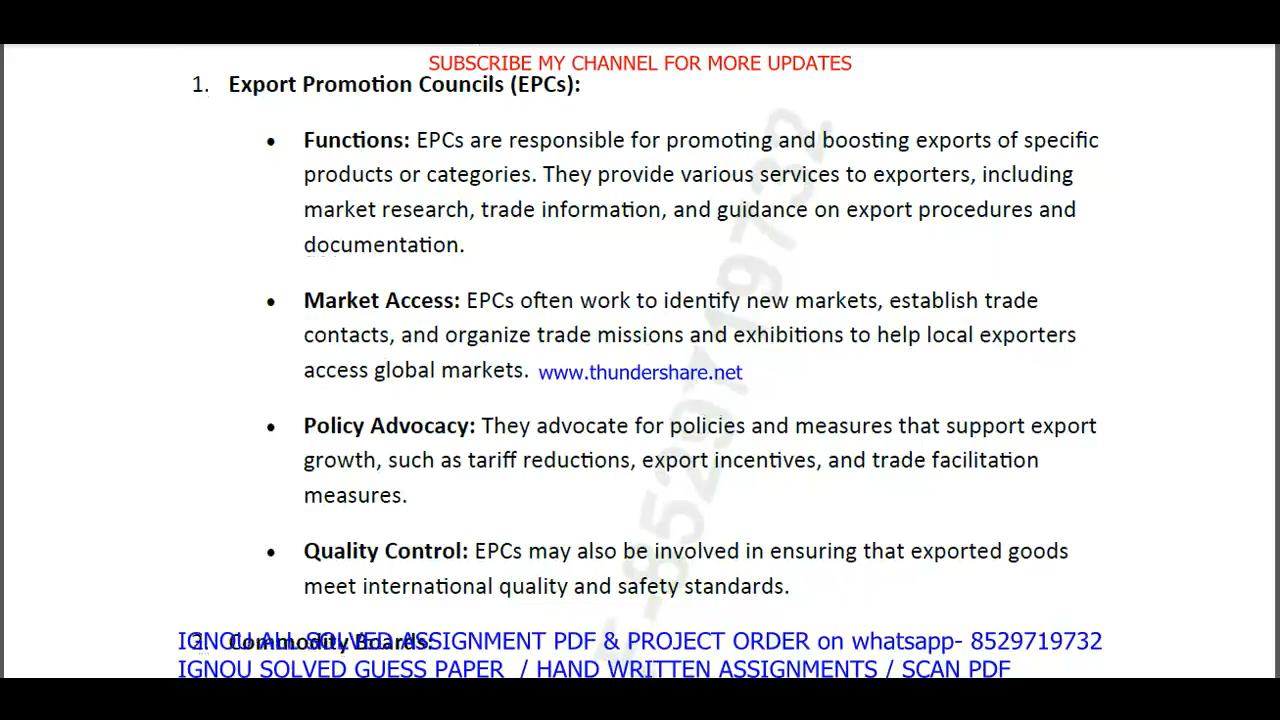 SUBSCRIBE MY CHANNEL FOR MORE UPDATES
1. Export Promotion Councils (EPCs):
• Functions: EPCs are responsible for promoting and boosting exports of specific
products or categories. They provide various services to exporters, including
market research, trade information, and guidance on export procedures and
documentation.
• Market Access: EPCs often work to identify new markets, establish trade
contacts, and organize trade missions and exhibitions to help local exporters
access global markets. www.thundershare.net
• Policy Advocacy: They advocate for policies and measures that support export
growth, such as tariff reductions, export incentives, and trade facilitation
measures.
• Quality Control: EPCs may also be involved in ensuring that exported goods
meet international quality and safety standards.
2. Commodity Boards:
IGNOU ALL SOLVED ASSIGNMENT PDF & PROJECT ORDER on whatsapp- 8529719732
IGNOU SOLVED GUESS PAPER / HAND WRITTEN ASSIGNMENTS / SCAN PDF
-8529719732